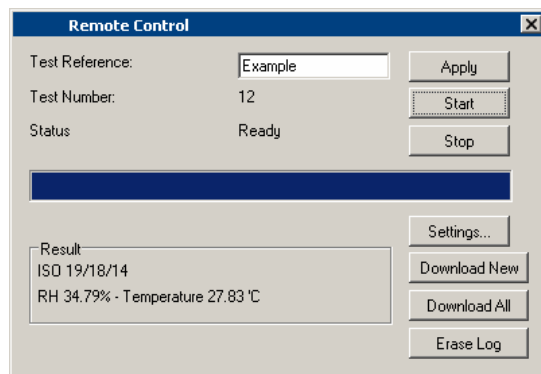 Remote Control
Test Reference: Example Apply
Test Number: 12 Start
Status Ready Stop
Settings...
Result
ISO 19/18/14 Download New
RH 34.79% - Temperature 27.83 'C
Download All
Erase Log